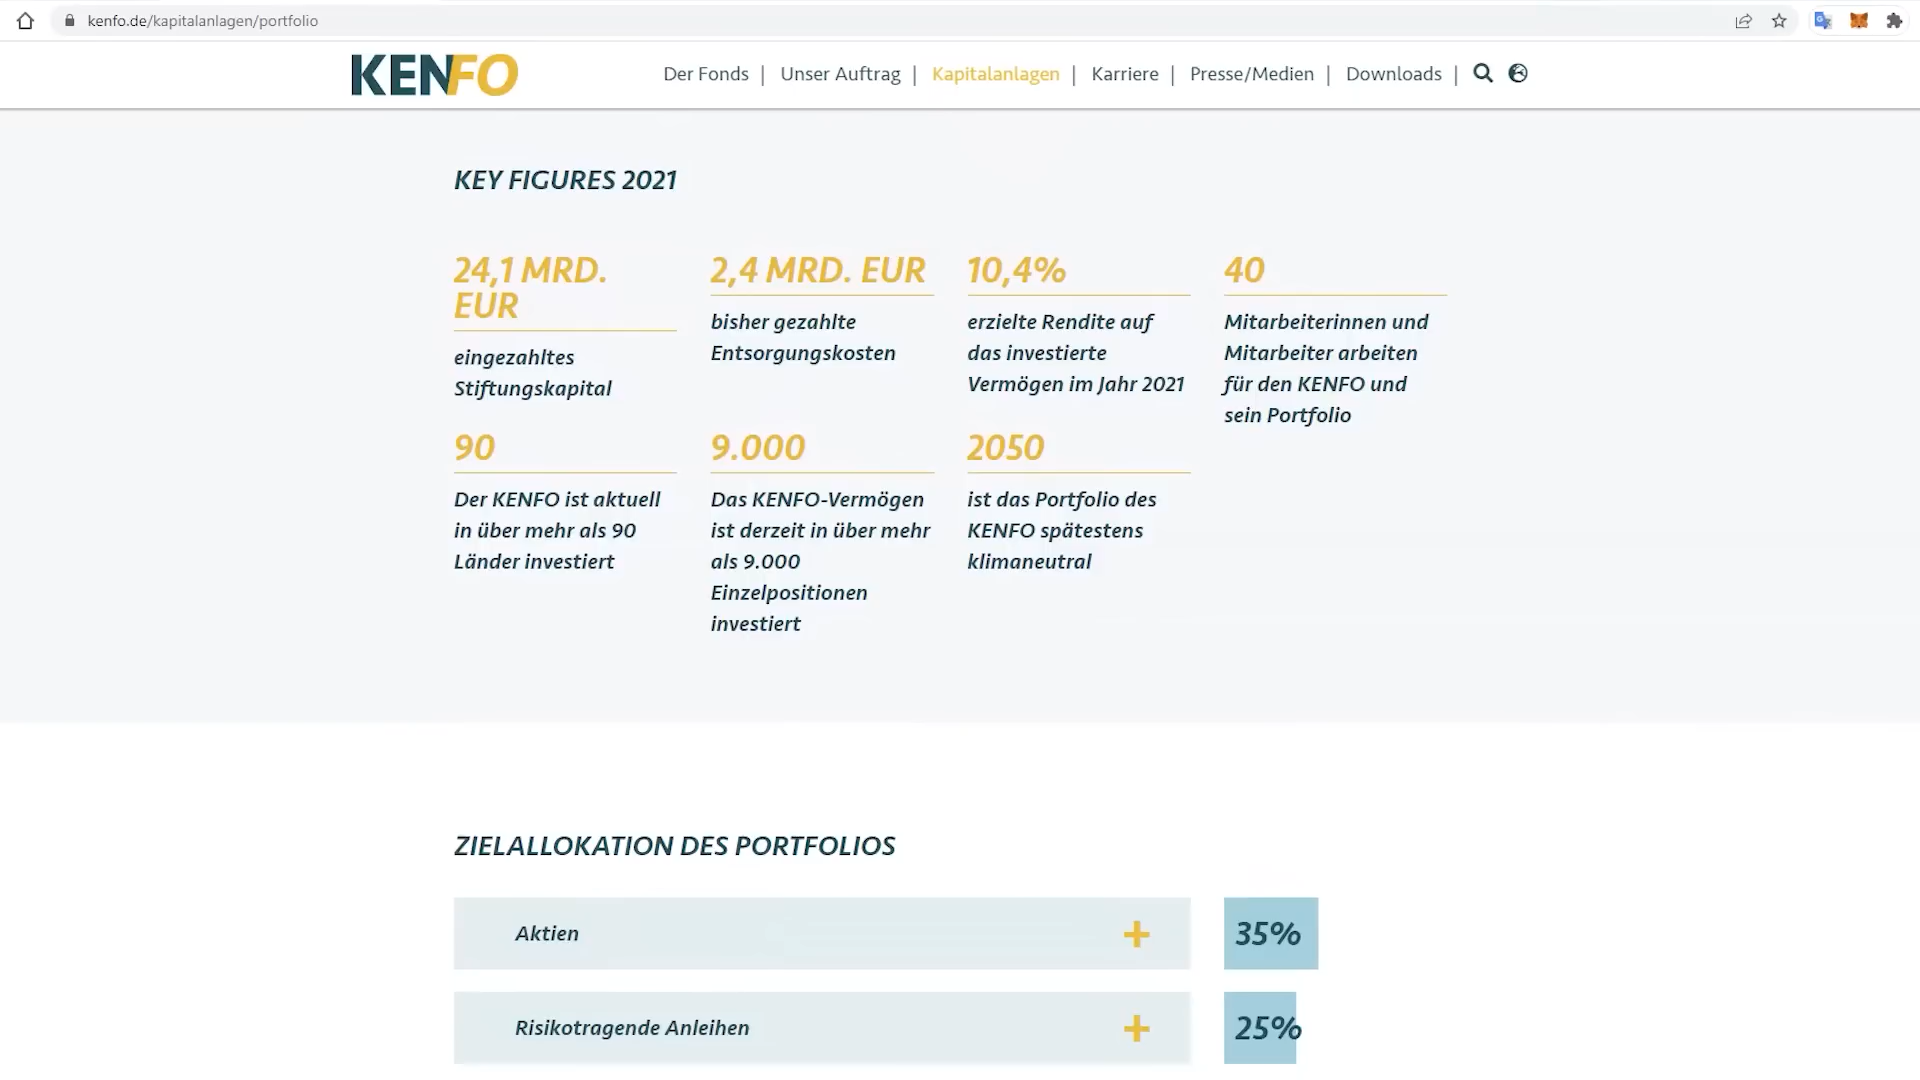 kenfo.de/kapitalanlagen/portfolio
KENFO
Der Fonds | Unser Auftrag | Kapitalanlagen | Karriere | Presse/Medien | Downloads |
KEY FIGURES 2021
24,1 MRD.
EUR
eingezahltes
Stiftungskapital
2,4 MRD. EUR
bisher gezahlte
Entsorgungskosten
10,4%
erzielte Rendite auf
das investierte
Vermögen im Jahr 2021
40
Mitarbeiterinnen und
Mitarbeiter arbeiten
für den KENFO und
sein Portfolio
90
Der KENFO ist aktuell
in über mehr als 90
Länder investiert
9.000
Das KENFO-Vermögen
ist derzeit in über mehr
als 9.000
Einzelpositionen
investiert
2050
ist das Portfolio des
KENFO spätestens
klimaneutral
ZIELALLOKATION DES PORTFOLIOS
Aktien + 35%
Risikotragende Anleihen + 25%